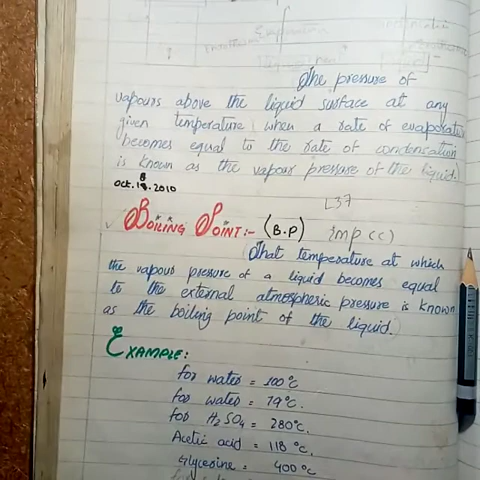 The pressure of
vapours above the liquid surface at any
given temperature, when a rate of evaporate
becomes equal to the rate of condensation
is known as the vapour pressure of the liquid.
Oct. 18. 2010
L37
BOILING POINT:- (B.P) imp (c)
That temperature at which
the vapour pressure of a liquid becomes equal
to the external atmospheric pressure is known
as the boiling point of the liquid.
EXAMPLE:
for water = 100°C
for water = 79°C.
for H₂SO₄ = 280°C.
Acetic acid = 118°C
Glycerine = 400°C